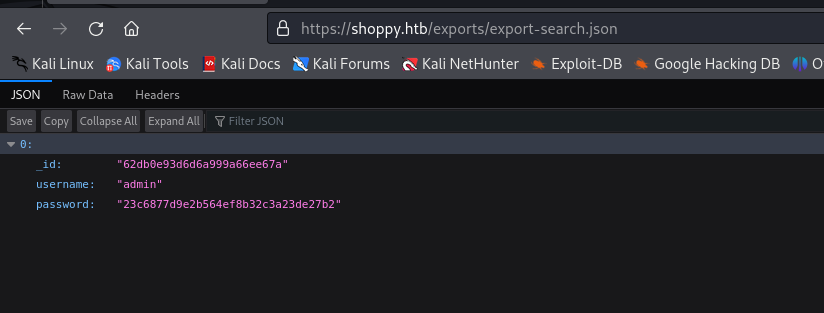 https://shoppy.htb/exports/export-search.json
Kali Linux Kali Tools Kali Docs Kali Forums Kali NetHunter Exploit-DB Google Hacking DB
JSON Raw Data Headers
Save Copy Collapse All Expand All Filter JSON
0:
_id: "62db0e93d6d6a999a66ee67a"
username: "admin"
password: "23c6877d9e2b564ef8b32c3a23de27b2"